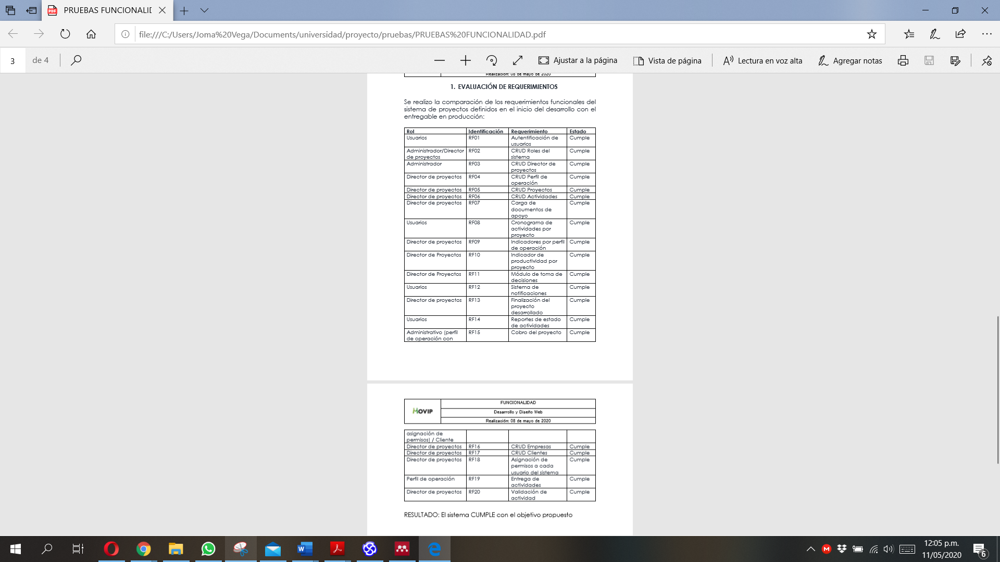 PRUEBAS FUNCIONALID
file:///C:/Users/Joma%20Vega/Documents/universidad/proyecto/pruebas/PRUEBAS%20FUNCIONALIDAD.pdf
3 de 4
Ajustar a la página
Vista de página
Lectura en voz alta
Agregar notas
Realización: 08 de mayo de 2020
1. EVALUACIÓN DE REQUERIMIENTOS
Se realizo la comparación de los requerimientos funcionales del
sistema de proyectos definidos en el inicio del desarrollo con el
entregable en producción:
Rol Identificación Requerimiento Estado
Usuarios RF01 Autentificación de Cumple
usuarios
Administrador/Director RF02 CRUD Roles del Cumple
de proyectos sistema
Administrador RF03 CRUD Director de Cumple
proyectos
Director de proyectos RF04 CRUD Perfil de Cumple
operación
Director de proyectos RF05 CRUD Proyectos Cumple
Director de proyectos RF06 CRUD Actividades Cumple
Director de proyectos RF07 Carga de Cumple
documentos de
apoyo
Usuarios RF08 Cronograma de Cumple
actividades por
proyecto
Director de proyectos RF09 Indicadores por perfil Cumple
de operación
Director de Proyectos RF10 Indicador de Cumple
productividad por
proyecto
Director de Proyectos RF11 Módulo de toma de Cumple
decisiones
Usuarios RF12 Sistema de Cumple
notificaciones
Director de proyectos RF13 Finalización del Cumple
proyecto
desarrollado
Usuarios RF14 Reportes de estado Cumple
de actividades
Administrativo (perfil RF15 Cobro del proyecto Cumple
de operación con
MOVIP
FUNCIONALIDAD
Desarrollo y Diseño Web
Realización: 08 de mayo de 2020
asignación de
permisos) / Cliente
Director de proyectos RF16 CRUD Empresas Cumple
Director de proyectos RF17 CRUD Clientes Cumple
Director de proyectos RF18 Asignación de Cumple
permisos a cada
usuario del sistema
Perfil de operación RF19 Entrega de Cumple
actividades
Director de proyectos RF20 Validación de Cumple
actividad
RESULTADO: El sistema CUMPLE con el objetivo propuesto
12:05 p.m.
11/05/2020
6